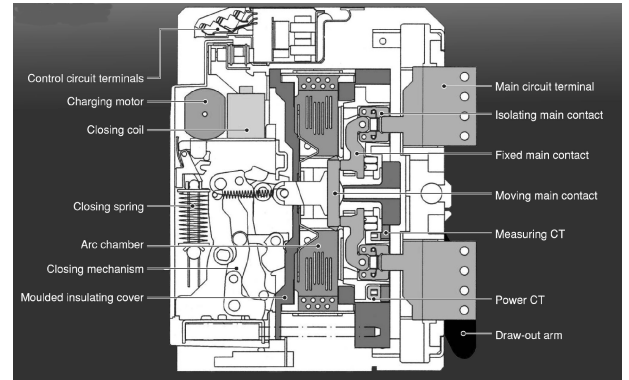 Control circuit terminals
Charging motor
Closing coil
Closing spring
Arc chamber
Closing mechanism
Moulded insulating cover
Main circuit terminal
Isolating main contact
Fixed main contact
Moving main contact
Measuring CT
Power CT
Draw-out arm